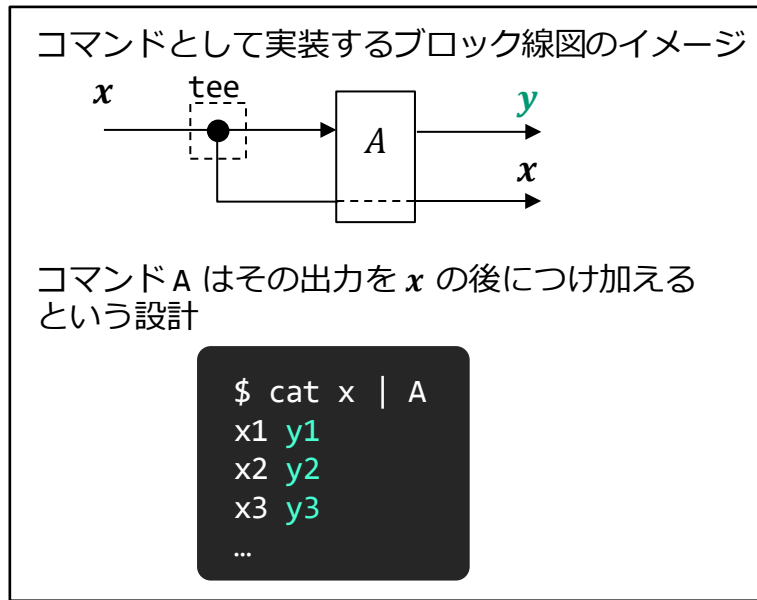 コマンドとして実装するブロック線図のイメージ
x tee y
A
x
コマンド A はその出力を x の後につけ加える
という設計
$ cat x | A
x1 y1
x2 y2
x3 y3
…